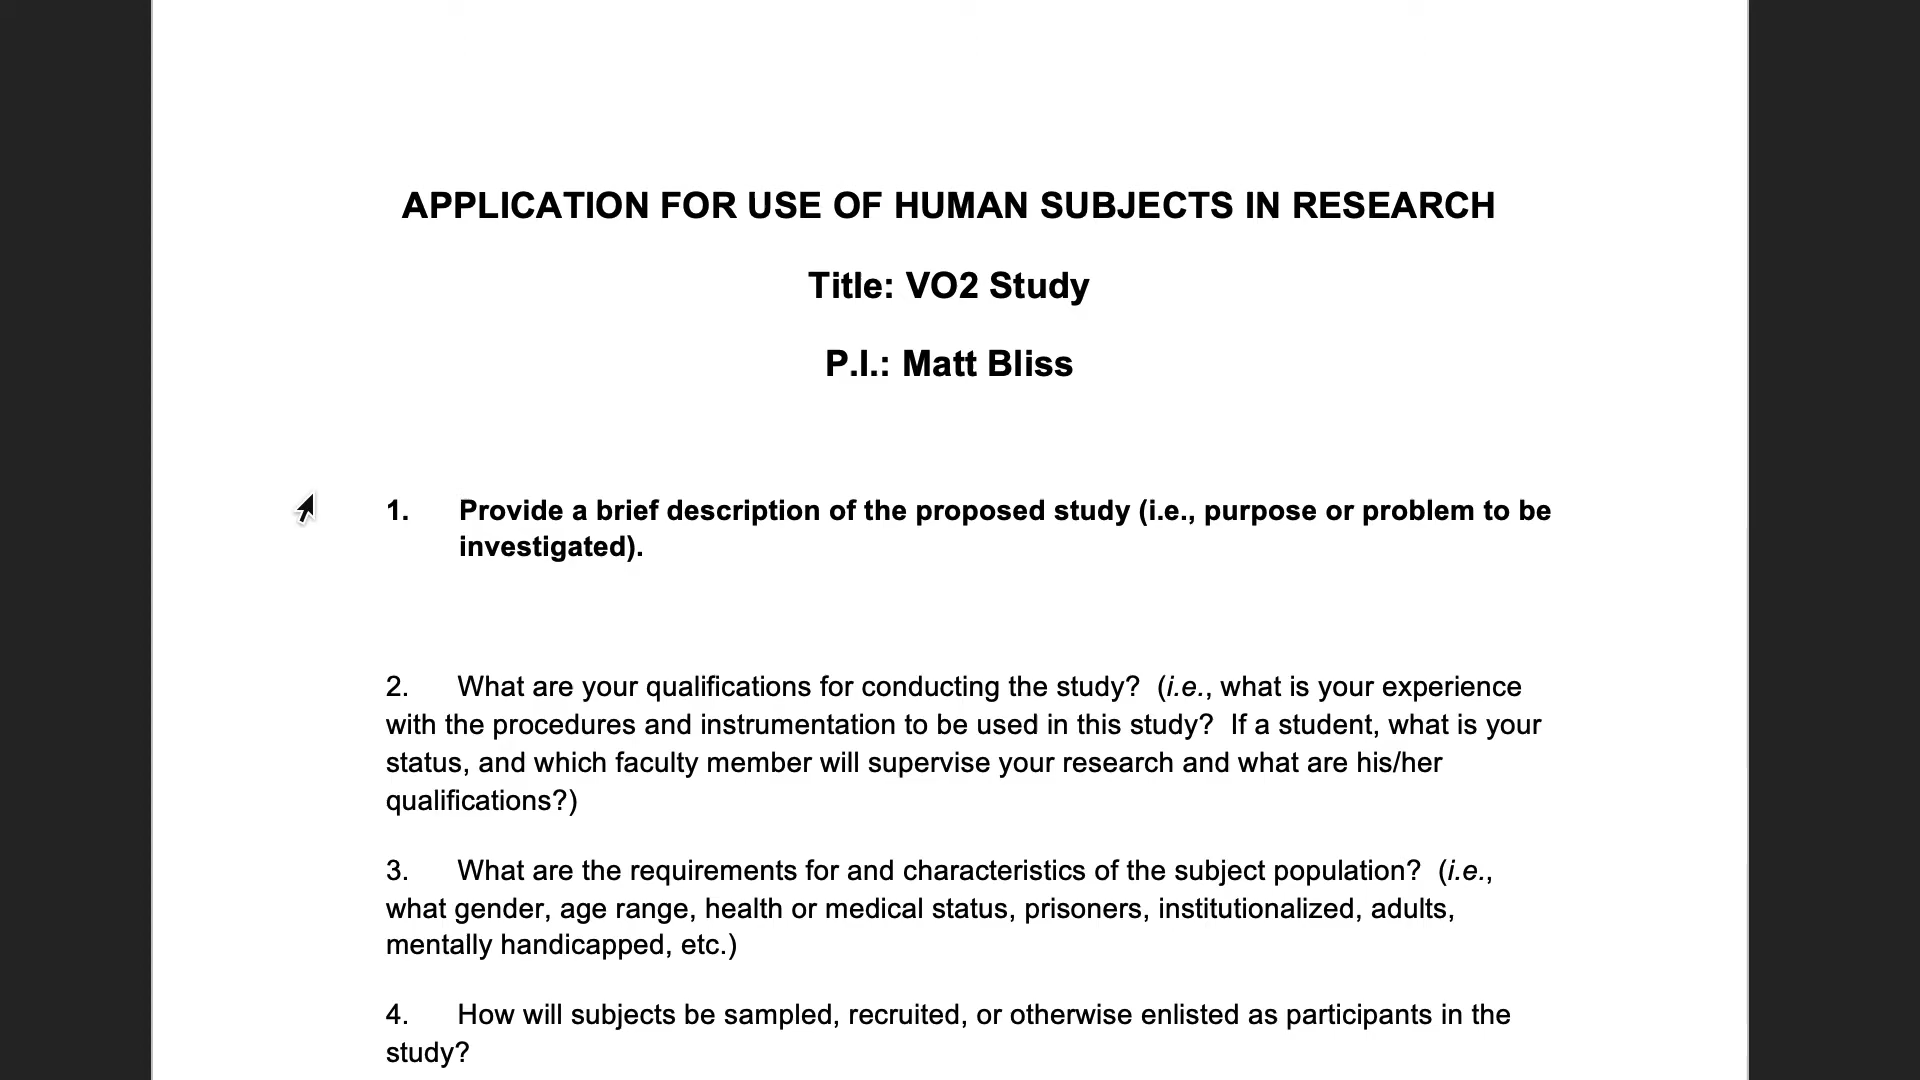 APPLICATION FOR USE OF HUMAN SUBJECTS IN RESEARCH
Title: VO2 Study
P.I.: Matt Bliss
1. Provide a brief description of the proposed study (i.e., purpose or problem to be
investigated).
2. What are your qualifications for conducting the study? (i.e., what is your experience
with the procedures and instrumentation to be used in this study? If a student, what is your
status, and which faculty member will supervise your research and what are his/her
qualifications?)
3. What are the requirements for and characteristics of the subject population? (i.e.,
what gender, age range, health or medical status, prisoners, institutionalized, adults,
mentally handicapped, etc.)
4. How will subjects be sampled, recruited, or otherwise enlisted as participants in the
study?